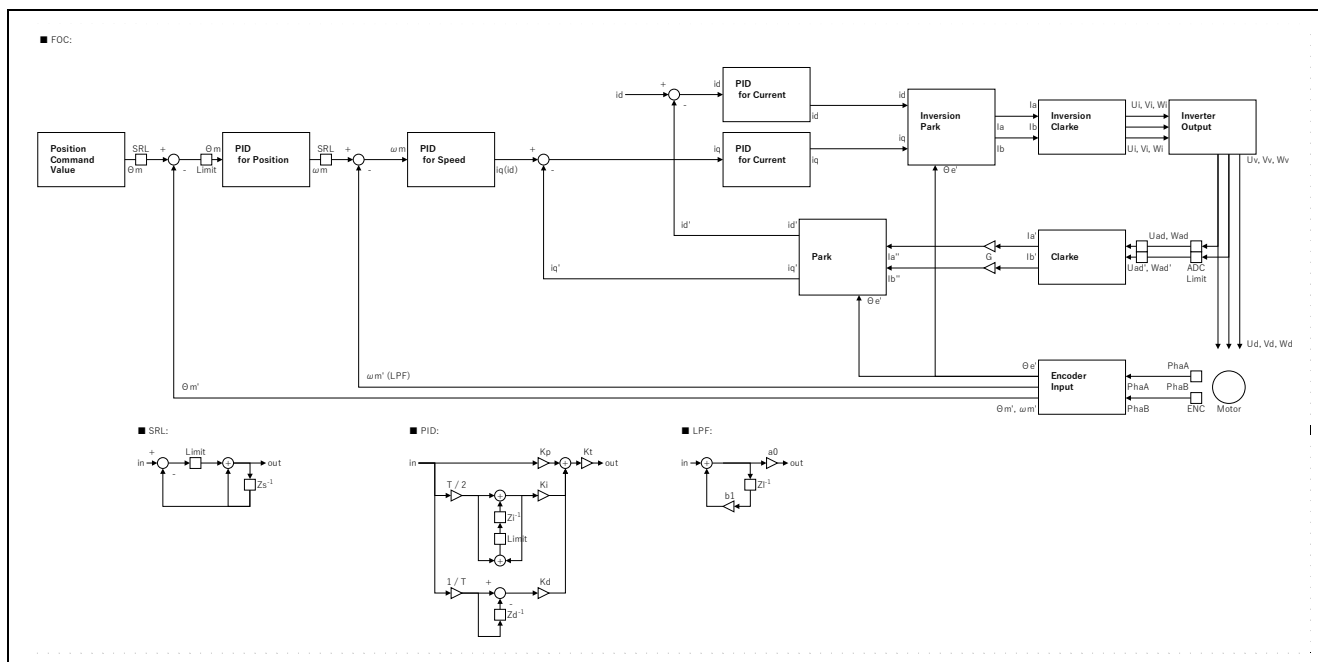 ■ FOC:
Position
Command
Value
SRL
Θm
+
-
Θm
Limit
PID
for Position
SRL
ωm
+
-
ωm
PID
for Speed
iq(id)
+
-
id
+
-
id
PID
for Current
id
iq
PID
for Current
iq
id
iq
Inversion
Park
Θe'
Ia
Ib
Ia
Ib
Inversion
Clarke
Ui, Vi, Wi
Ui, Vi, Wi
Inverter
Output
Uv, Vv, Wv
id'
id'
iq'
iq'
Park
Ia''
Ib''
Θe'
G
Ia'
Ib'
Clarke
Uad, Wad
Uad', Wad'
ADC
Limit
Ud, Vd, Wd
Θm'
ωm' (LPF)
Θe'
Θm', ωm'
Encoder
Input
PhaA
PhaA
PhaB
PhaB
ENC
Motor
■ SRL:
in
+
-
Limit
+
out
Zs-1
■ PID:
in
Kp
+
Kt
out
T / 2
+
Ki
Zi-1
Limit
+
1 / T
+
-
Kd
Zd-1
■ LPF:
in
+
a0
out
Zl-1
b1